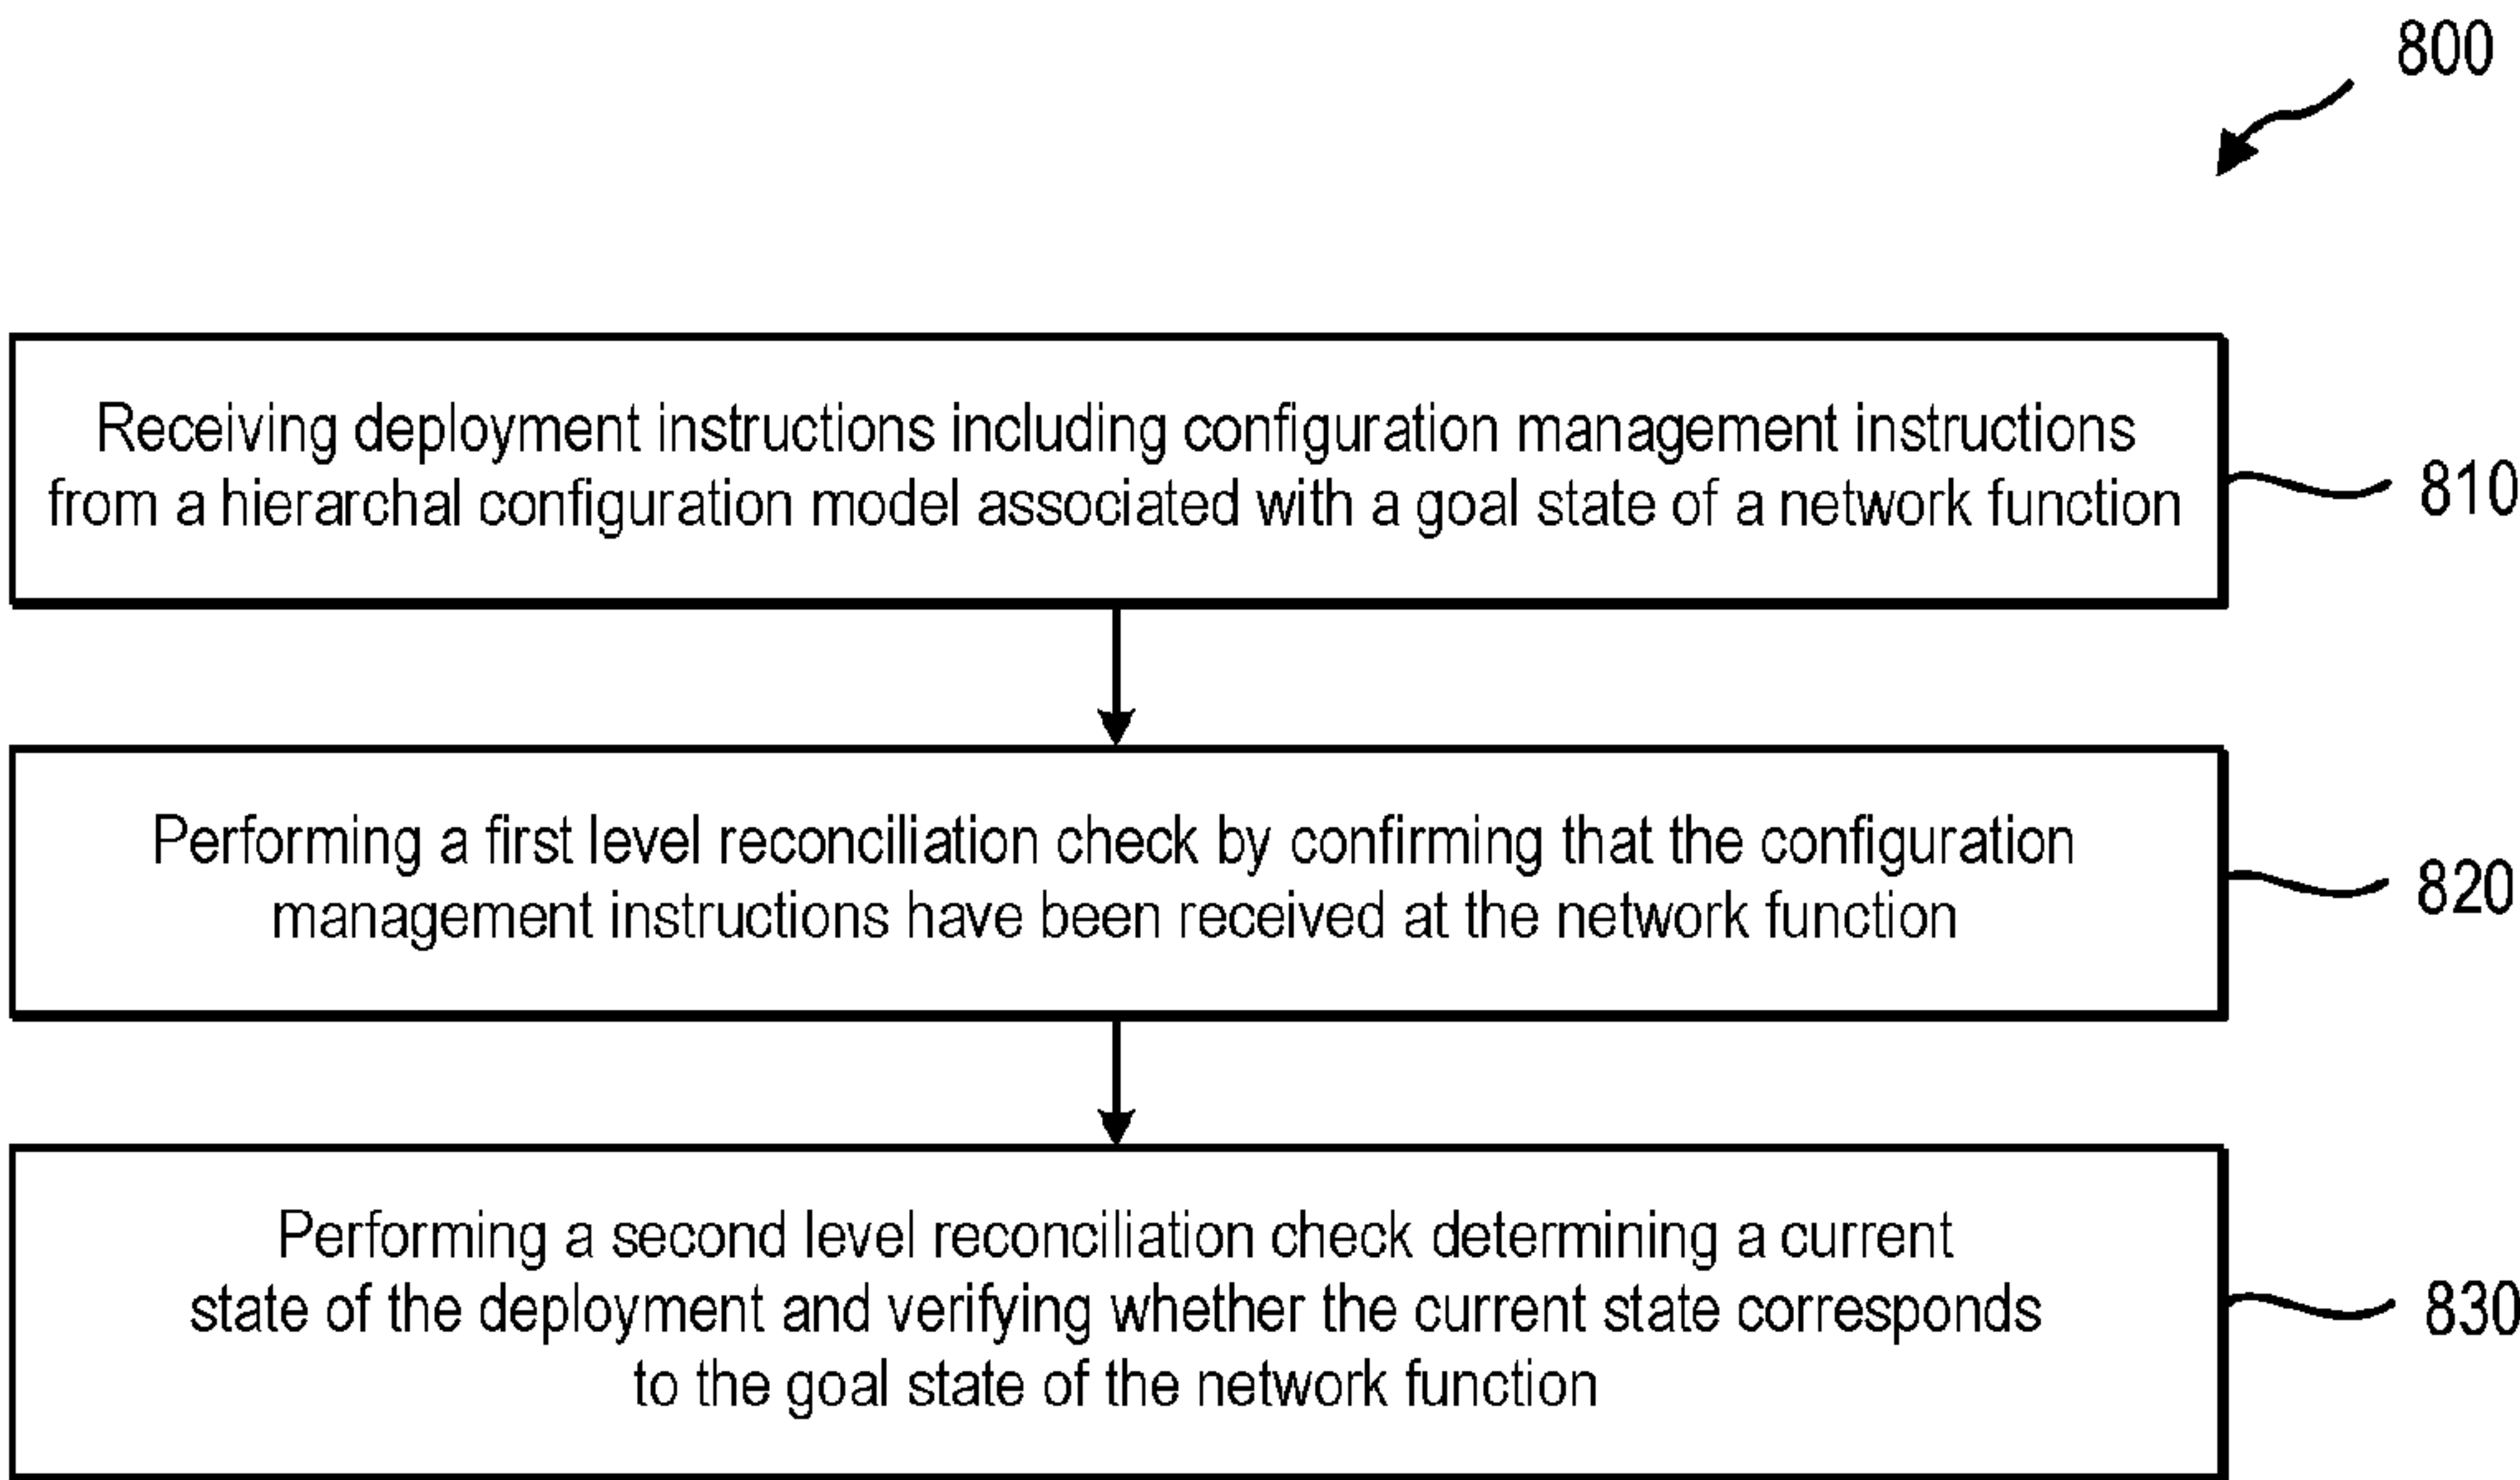 800
Receiving deployment instructions including configuration management instructions
from a hierarchal configuration model associated with a goal state of a network function
810
Performing a first level reconciliation check by confirming that the configuration
management instructions have been received at the network function
820
Performing a second level reconciliation check determining a current
state of the deployment and verifying whether the current state corresponds
to the goal state of the network function
830